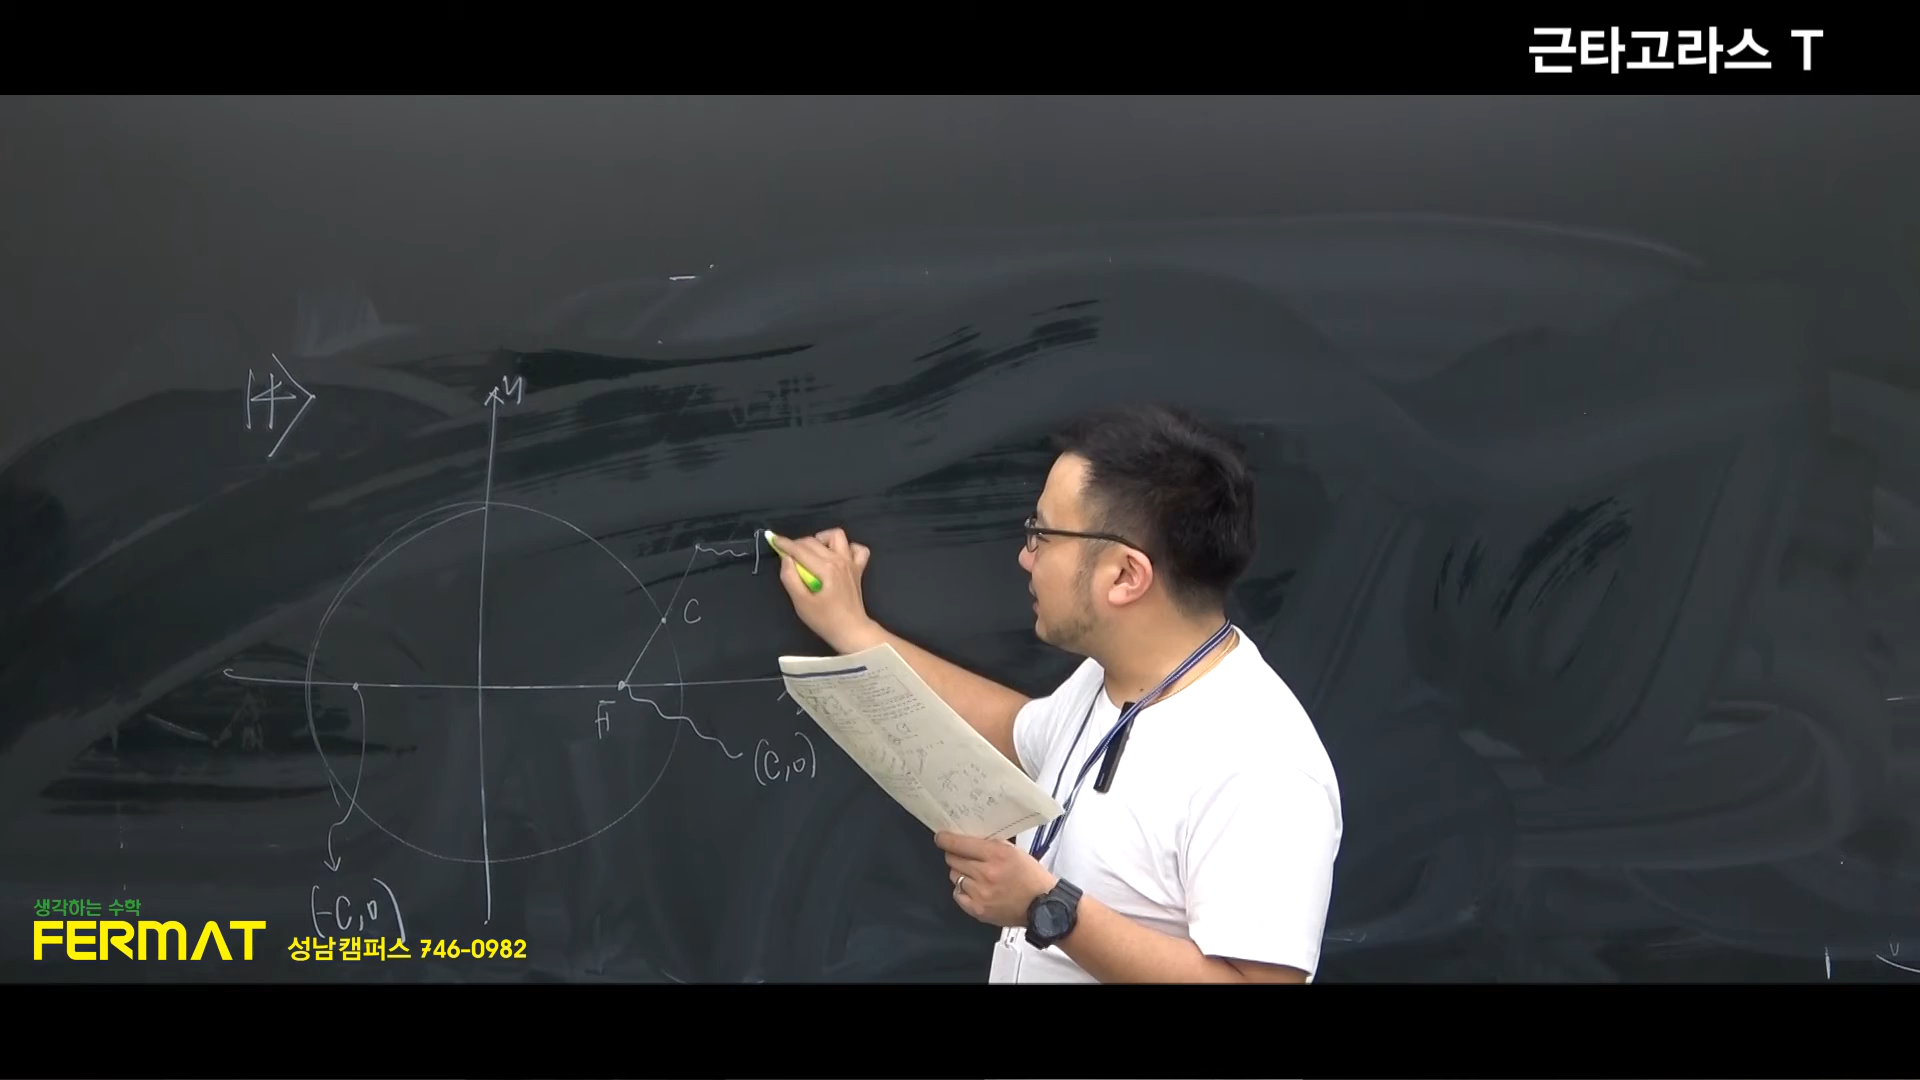 근타고라스 T
y
C
F
(C,0)
(-C,0)
생각하는 수학
FERMAT 성남캠퍼스 746-0982